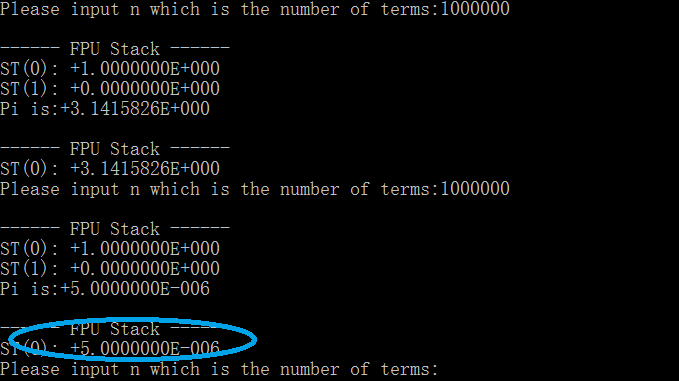 Please input n which is the number of terms:1000000
------ FPU Stack ------
ST(0): +1.0000000E+000
ST(1): +0.0000000E+000
Pi is:+3.1415826E+000
------ FPU Stack ------
ST(0): +3.1415826E+000
Please input n which is the number of terms:1000000
------ FPU Stack ------
ST(0): +1.0000000E+000
ST(1): +0.0000000E+000
Pi is:+5.0000000E-006
------ FPU Stack ------
ST(0): +5.0000000E-006
Please input n which is the number of terms: